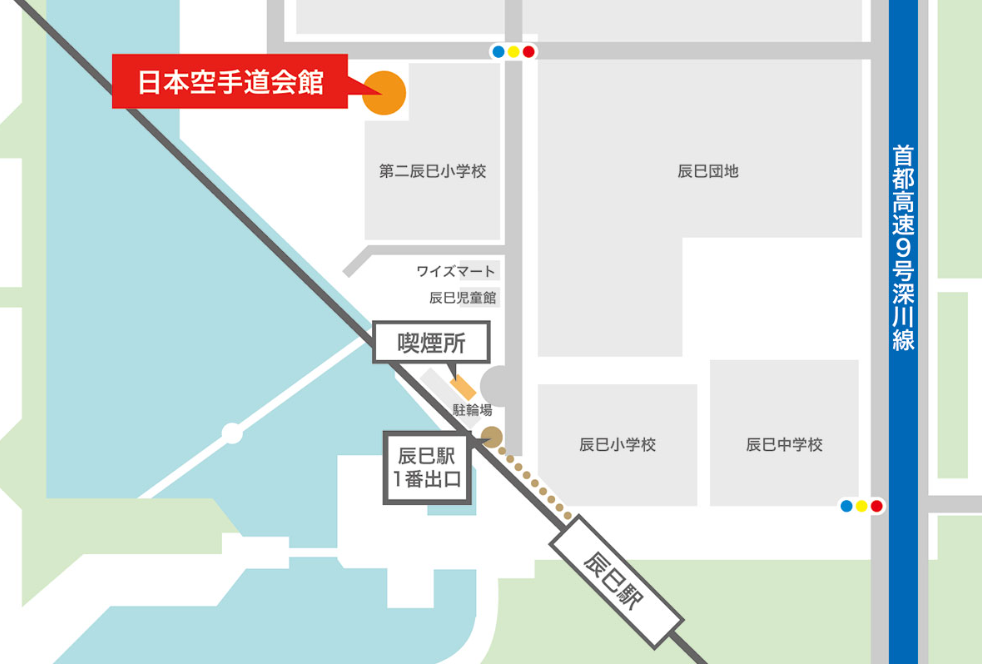 日本空手道会館
第二辰巳小学校
辰巳団地
首都高速9号深川線
ワイズマート
辰巳児童館
喫煙所
駐輪場
辰巳駅
1番出口
辰巳小学校
辰巳中学校
辰巳駅